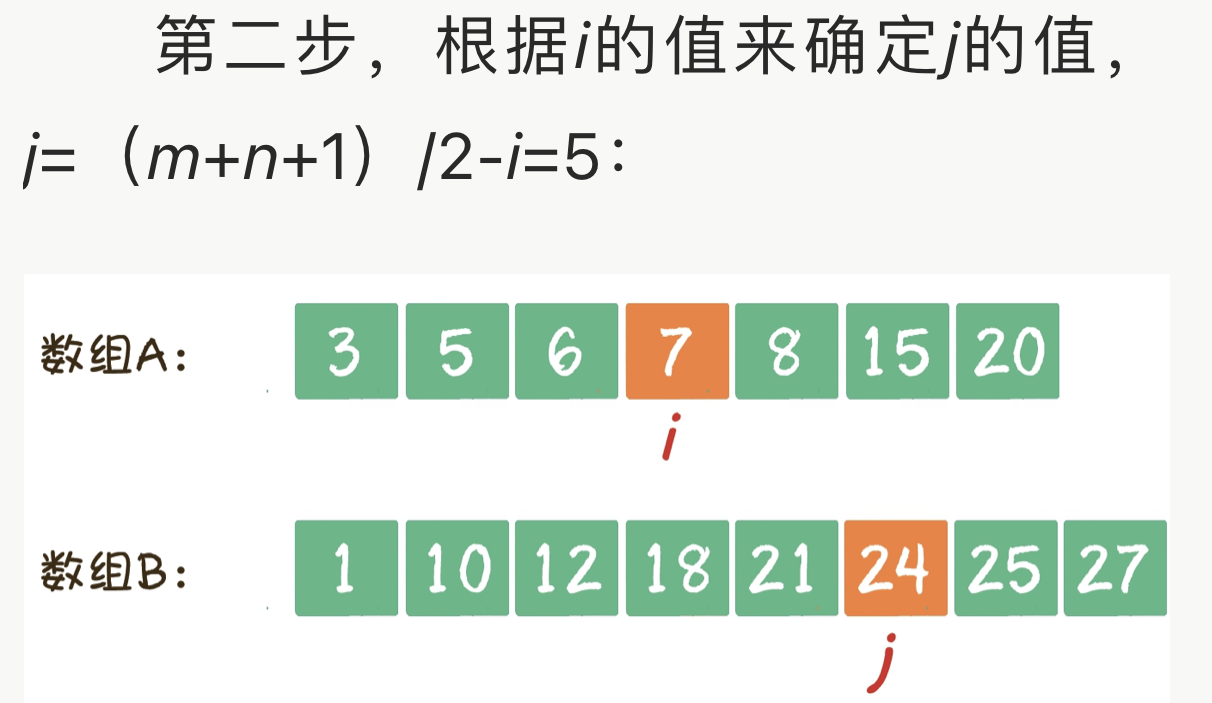 第二步，根据i的值来确定j的值，
j=（m+n+1）/2-i=5：
数组A： 3 5 6 7 8 15 20
i
数组B： 1 10 12 18 21 24 25 27
j